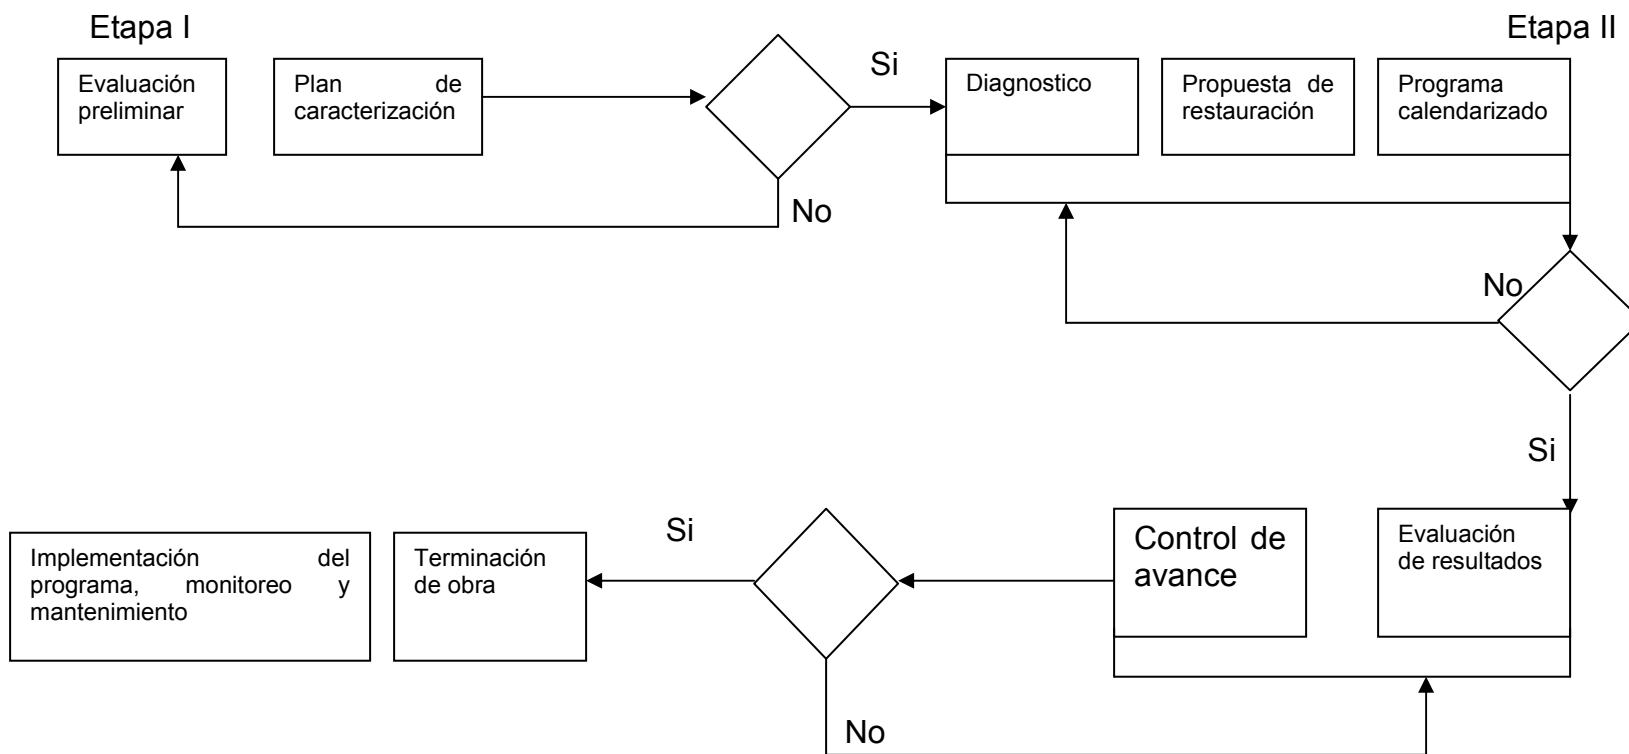 Etapa I
Etapa II
Evaluación
preliminar
Plan de
caracterización
Si
Diagnostico
Propuesta de
restauración
Programa
calendarizado
No
No
Si
Implementación del
programa, monitoreo y
mantenimiento
Terminación
de obra
Si
Control de
avance
Evaluación
de resultados
No